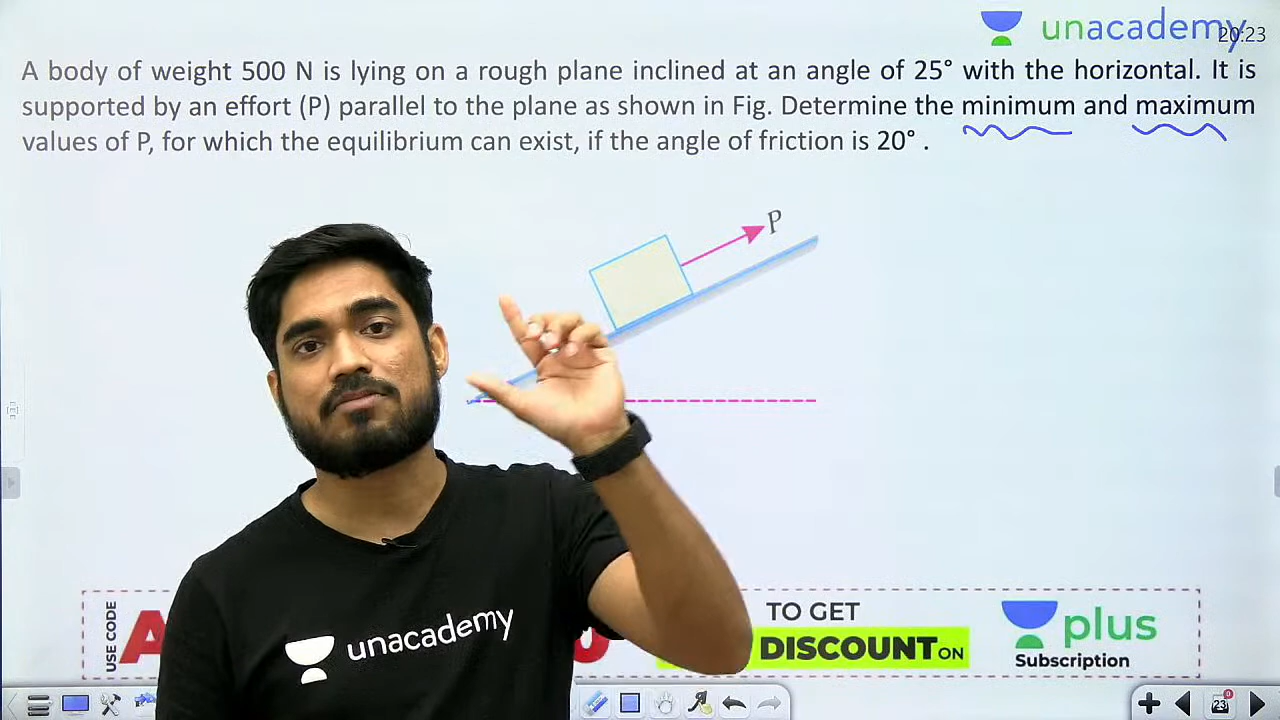 unacademy
20:23
A body of weight 500 N is lying on a rough plane inclined at an angle of 25° with the horizontal. It is
supported by an effort (P) parallel to the plane as shown in Fig. Determine the minimum and maximum
values of P, for which the equilibrium can exist, if the angle of friction is 20° .
P
unacademy
USE CODE
TO GET
DISCOUNT ON
plus
Subscription
23
0